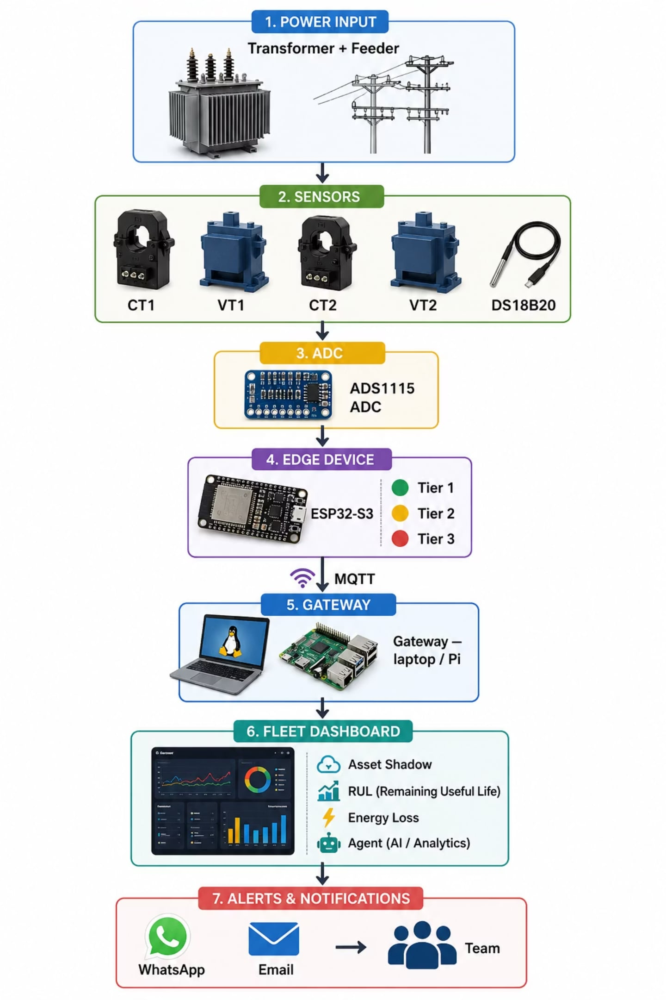 1. POWER INPUT
Transformer + Feeder
2. SENSORS
CT1
VT1
CT2
VT2
DS18B20
3. ADC
ADS1115
ADC
4. EDGE DEVICE
ESP32-S3
Tier 1
Tier 2
Tier 3
MQTT
5. GATEWAY
Gateway –
laptop / Pi
6. FLEET DASHBOARD
Asset Shadow
RUL (Remaining Useful Life)
Energy Loss
Agent (AI / Analytics)
7. ALERTS & NOTIFICATIONS
WhatsApp
Email
Team